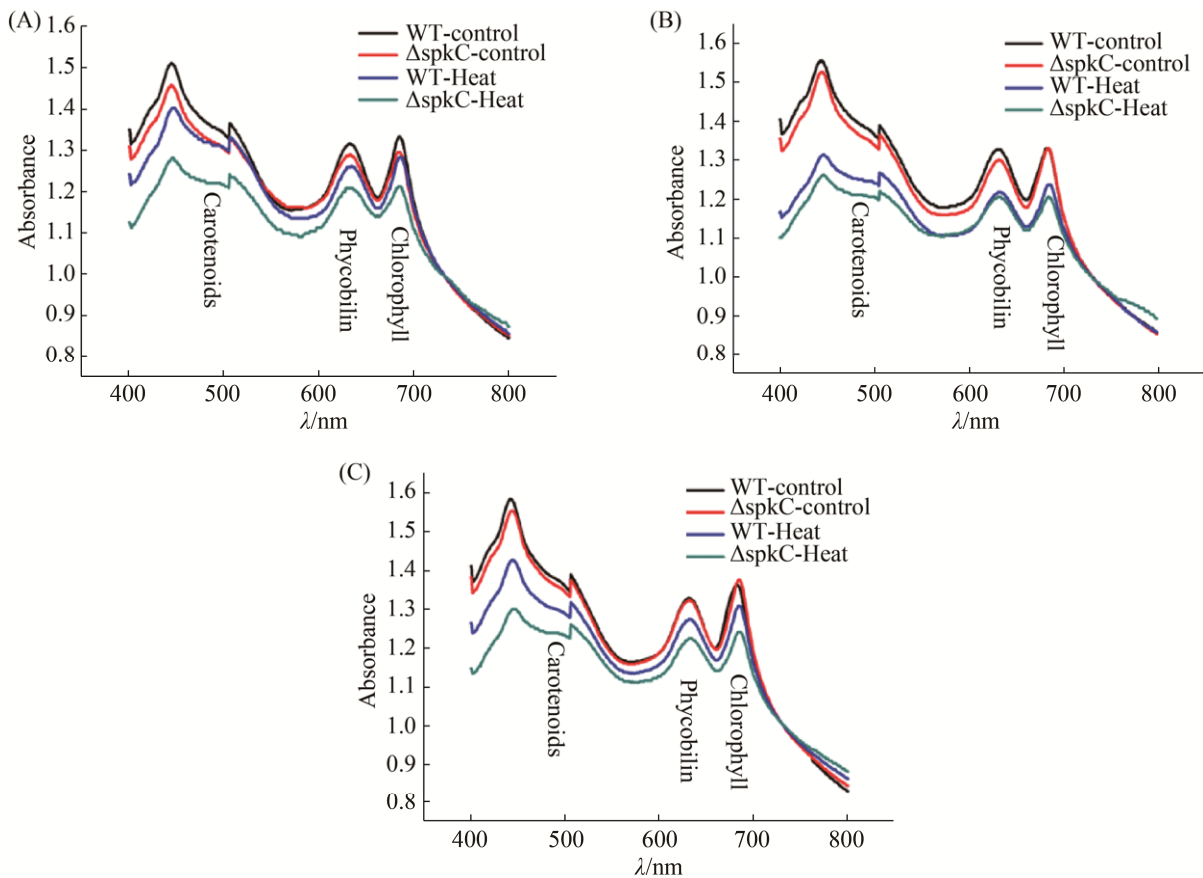 (A)
1.6
1.5
1.4
1.3
1.2
1.1
1.0
0.9
0.8
Absorbance
WT-control
ΔspkC-control
WT-Heat
ΔspkC-Heat
Carotenoids
Phycobilin
Chlorophyll
400 500 600 700 800
λ/nm
(B)
1.6
1.5
1.4
1.3
1.2
1.1
1.0
0.9
0.8
Absorbance
WT-control
ΔspkC-control
WT-Heat
ΔspkC-Heat
Carotenoids
Phycobilin
Chlorophyll
400 500 600 700 800
λ/nm
(C)
1.6
1.5
1.4
1.3
1.2
1.1
1.0
0.9
0.8
Absorbance
WT-control
ΔspkC-control
WT-Heat
ΔspkC-Heat
Carotenoids
Phycobilin
Chlorophyll
400 500 600 700 800
λ/nm